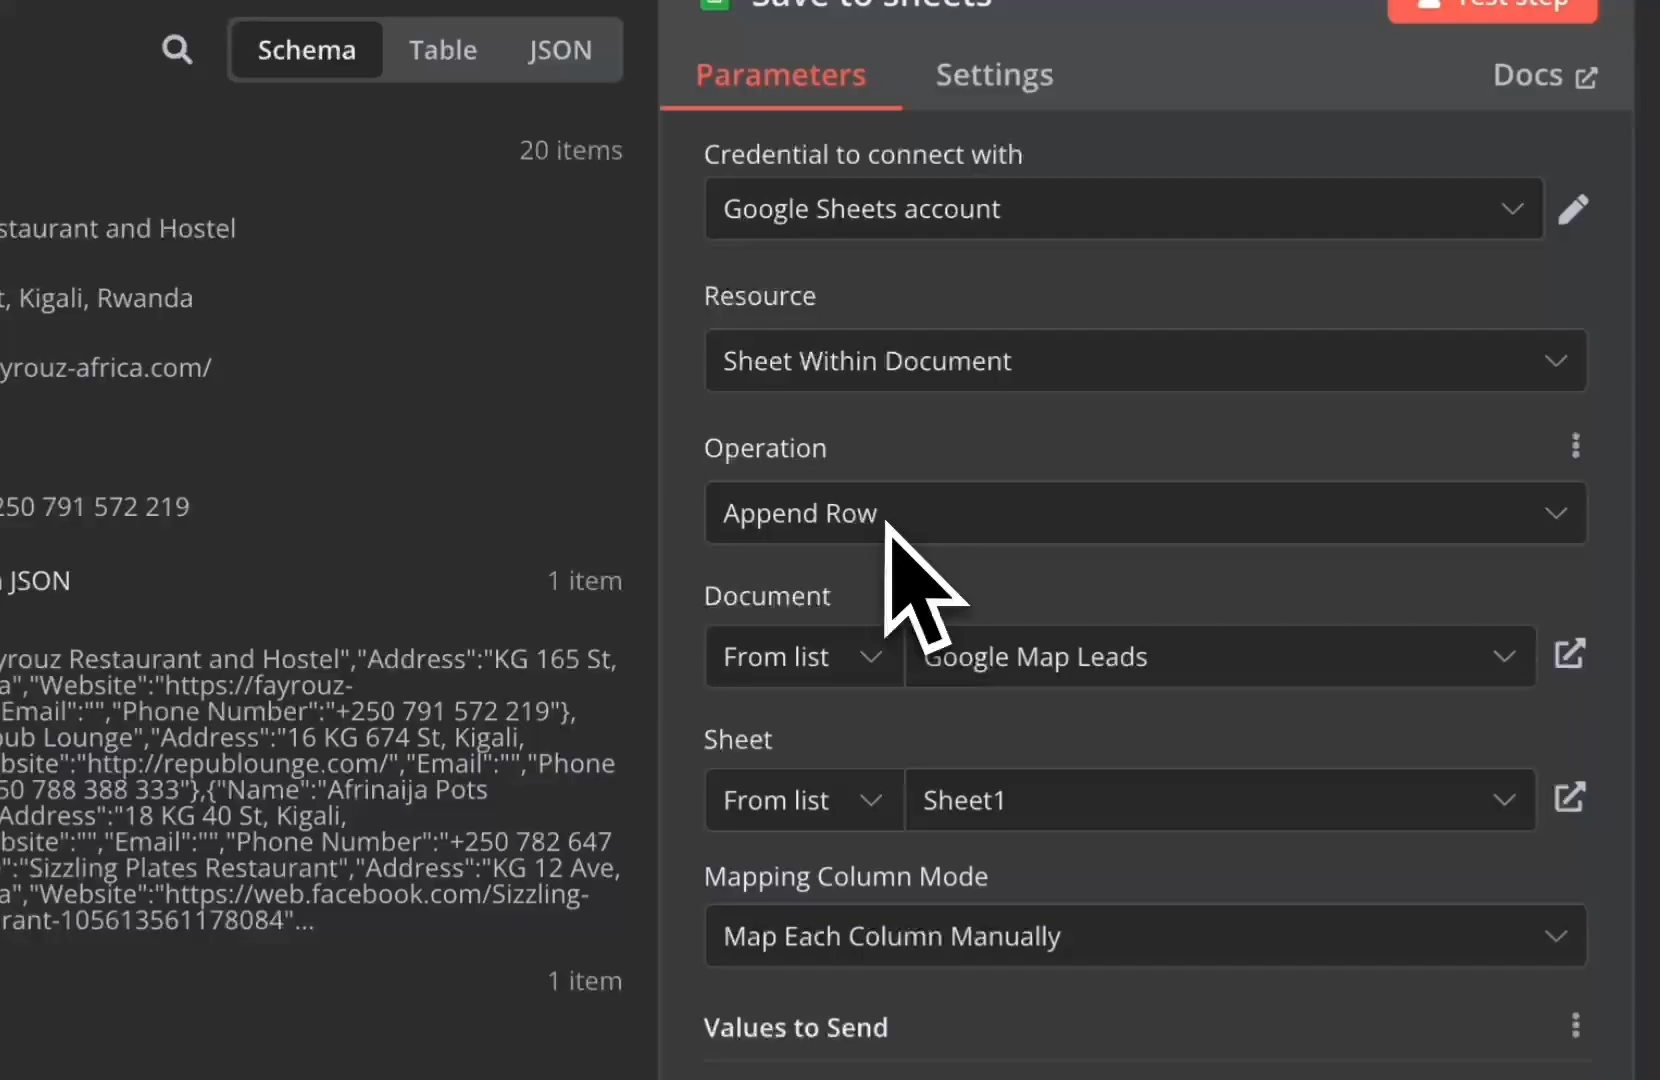 Schema
Table
JSON
20 items
staurant and Hostel
t, Kigali, Rwanda
yrouz-africa.com/
250 791 572 219
JSON
1 item
yrouz Restaurant and Hostel","Address":"KG 165 St,
a","Website":"https://fayrouz-
Email":"","Phone Number":"+250 791 572 219"},
pub Lounge","Address":"16 KG 674 St, Kigali,
bsite":"http://republounge.com/","Email":"","Phone
50 788 388 333"},{"Name":"Afrinaija Pots
Address":"18 KG 40 St, Kigali,
bsite":"","Email":"","Phone Number":"+250 782 647
":"Sizzling Plates Restaurant","Address":"KG 12 Ave,
a","Website":"https://web.facebook.com/Sizzling-
rant-105613561178084"...
1 item
Save to sheets
Test step
Parameters
Settings
Docs
Credential to connect with
Google Sheets account
Resource
Sheet Within Document
Operation
Append Row
Document
From list
Google Map Leads
Sheet
From list
Sheet1
Mapping Column Mode
Map Each Column Manually
Values to Send